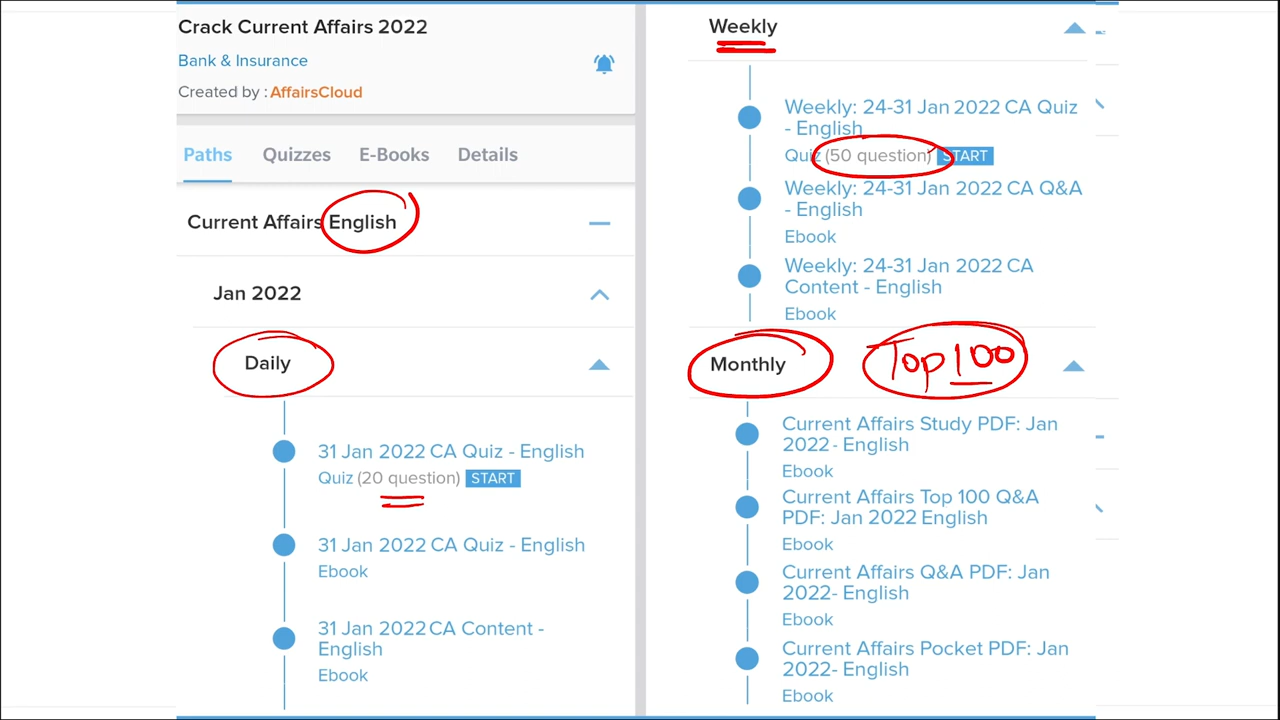 Crack Current Affairs 2022
Bank & Insurance
Created by : AffairsCloud
Paths Quizzes E-Books Details
Current Affairs English
Jan 2022
Daily
31 Jan 2022 CA Quiz - English
Quiz (20 question) START
31 Jan 2022 CA Quiz - English
Ebook
31 Jan 2022 CA Content -
English
Ebook
Weekly
Weekly: 24-31 Jan 2022 CA Quiz
- English
Quiz (50 question) START
Weekly: 24-31 Jan 2022 CA Q&A
- English
Ebook
Weekly: 24-31 Jan 2022 CA
Content - English
Ebook
Monthly Top 100
Current Affairs Study PDF: Jan
2022- English
Ebook
Current Affairs Top 100 Q&A
PDF: Jan 2022 English
Ebook
Current Affairs Q&A PDF: Jan
2022- English
Ebook
Current Affairs Pocket PDF: Jan
2022- English
Ebook